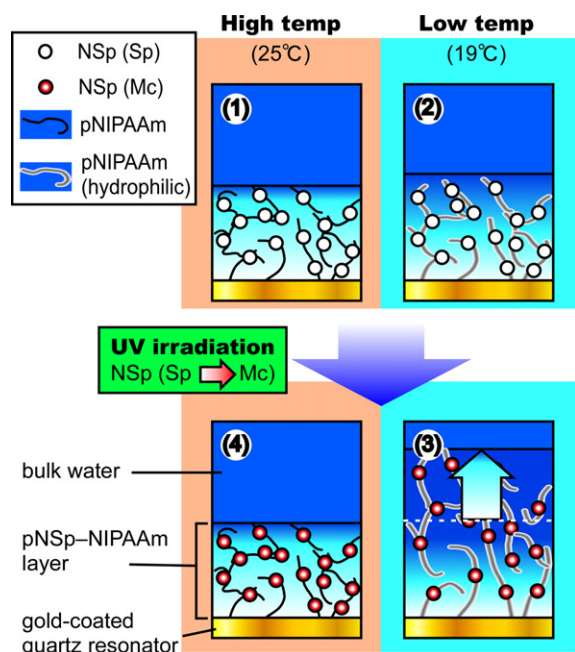 High temp
(25℃)
Low temp
(19℃)
NSp (Sp)
NSp (Mc)
pNIPAAm
pNIPAAm
(hydrophilic)
(1)
(2)
UV irradiation
NSp (Sp Mc)
(4)
(3)
bulk water
pNSp–NIPAAm
layer
gold-coated
quartz resonator